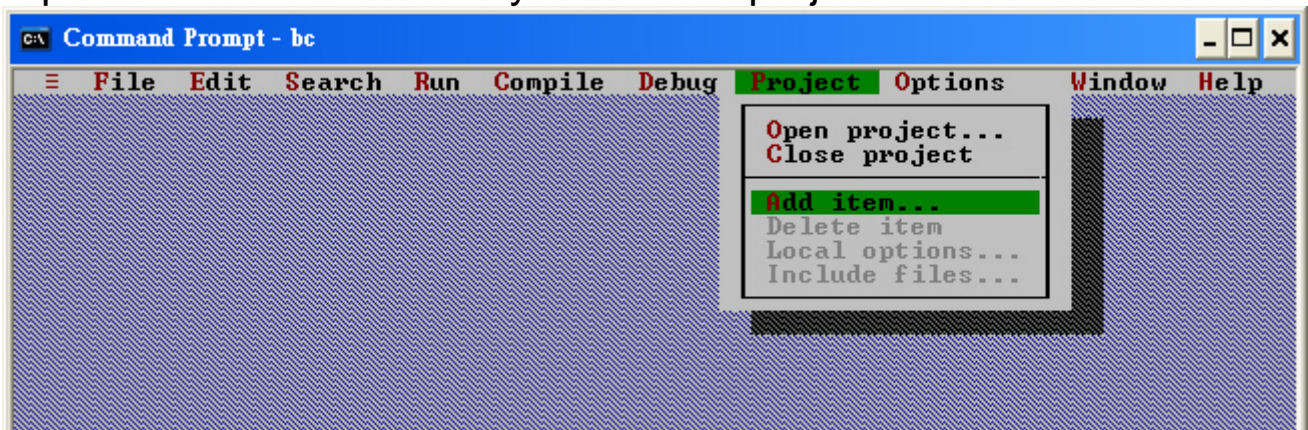 Command Prompt - bc
≡ File Edit Search Run Compile Debug Project Options Window Help
Open project...
Close project
Add item...
Delete item
Local options...
Include files...